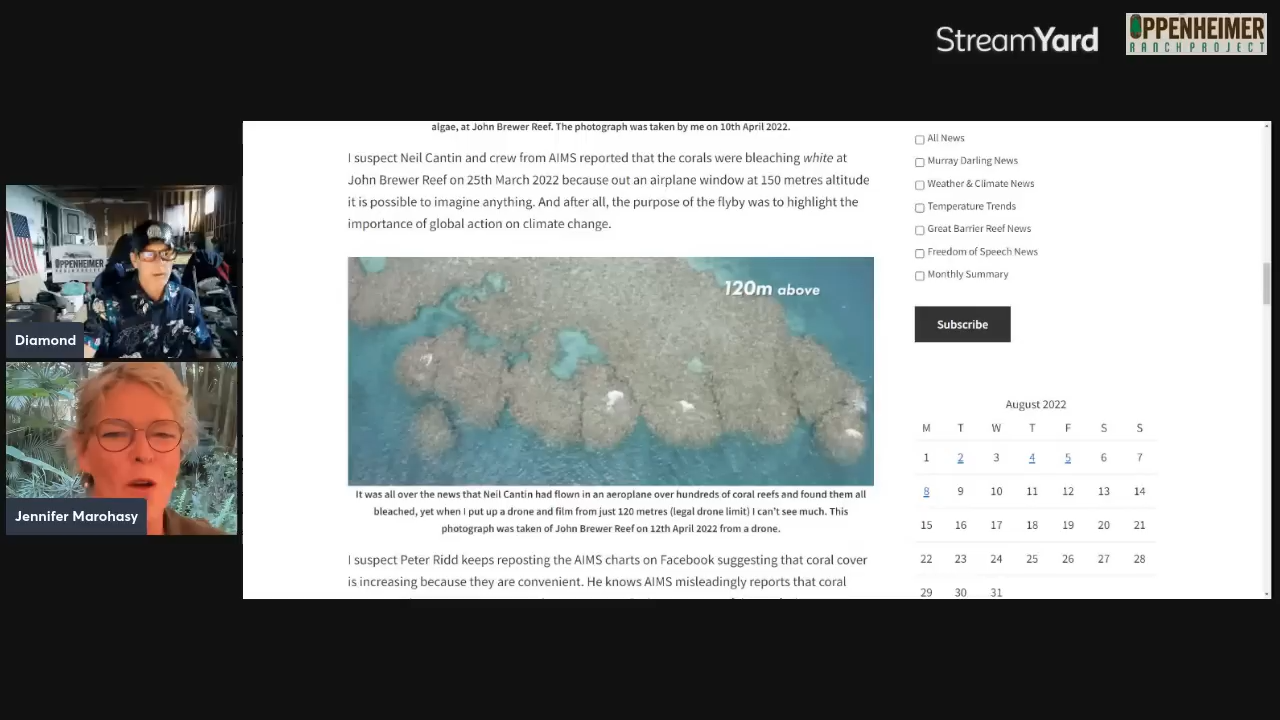 StreamYard
OPPENHEIMER
RANCH PROJECT
algae, at John Brewer Reef. The photograph was taken by me on 10th April 2022.
I suspect Neil Cantin and crew from AIMS reported that the corals were bleaching white at
John Brewer Reef on 25th March 2022 because out an airplane window at 150 metres altitude
it is possible to imagine anything. And after all, the purpose of the flyby was to highlight the
importance of global action on climate change.
120m above
It was all over the news that Neil Cantin had flown in an aeroplane over hundreds of coral reefs and found them all
bleached, yet when I put up a drone and film from just 120 metres (legal drone limit) I can't see much. This
photograph was taken of John Brewer Reef on 12th April 2022 from a drone.
I suspect Peter Ridd keeps reposting the AIMS charts on Facebook suggesting that coral cover
is increasing because they are convenient. He knows AIMS misleadingly reports that coral
All News
Murray Darling News
Weather & Climate News
Temperature Trends
Great Barrier Reef News
Freedom of Speech News
Monthly Summary
Subscribe
August 2022
M T W T F S S
1 2 3 4 5 6 7
8 9 10 11 12 13 14
15 16 17 18 19 20 21
22 23 24 25 26 27 28
29 30 31
OPPENHEIMER
Diamond
Jennifer Marohasy